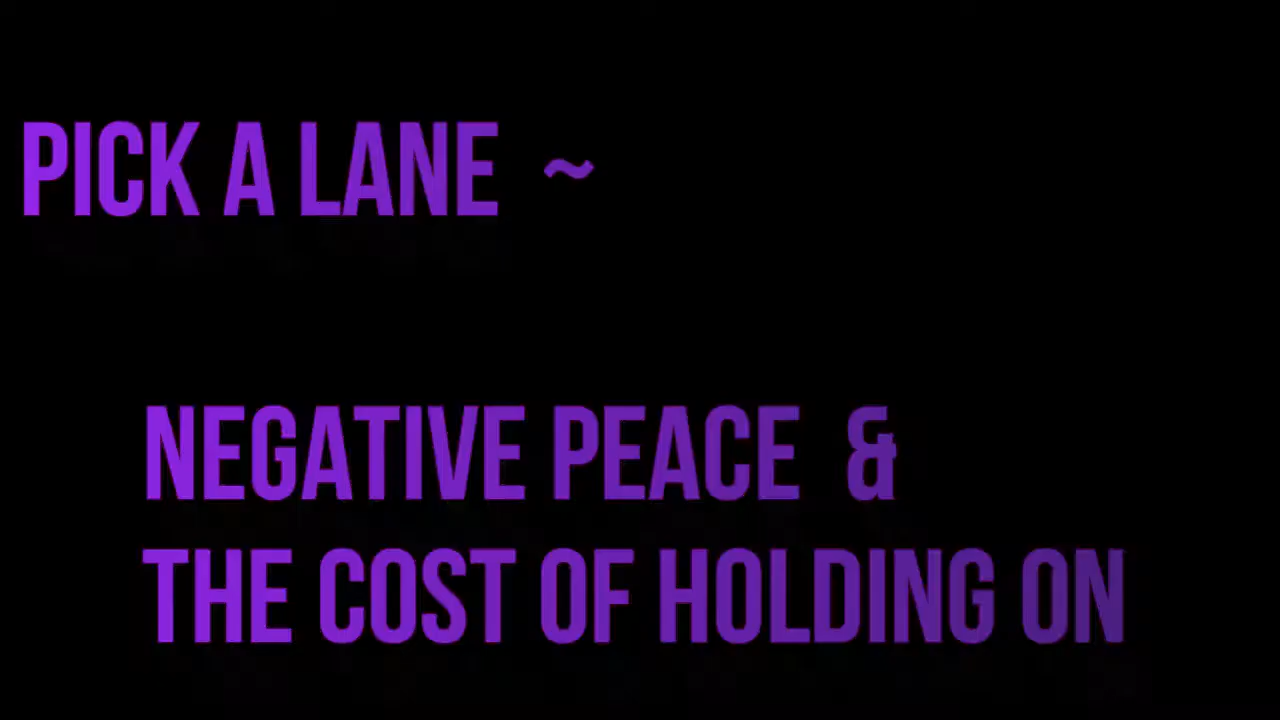 PICK A LANE ~
NEGATIVE PEACE &
THE COST OF HOLDING ON